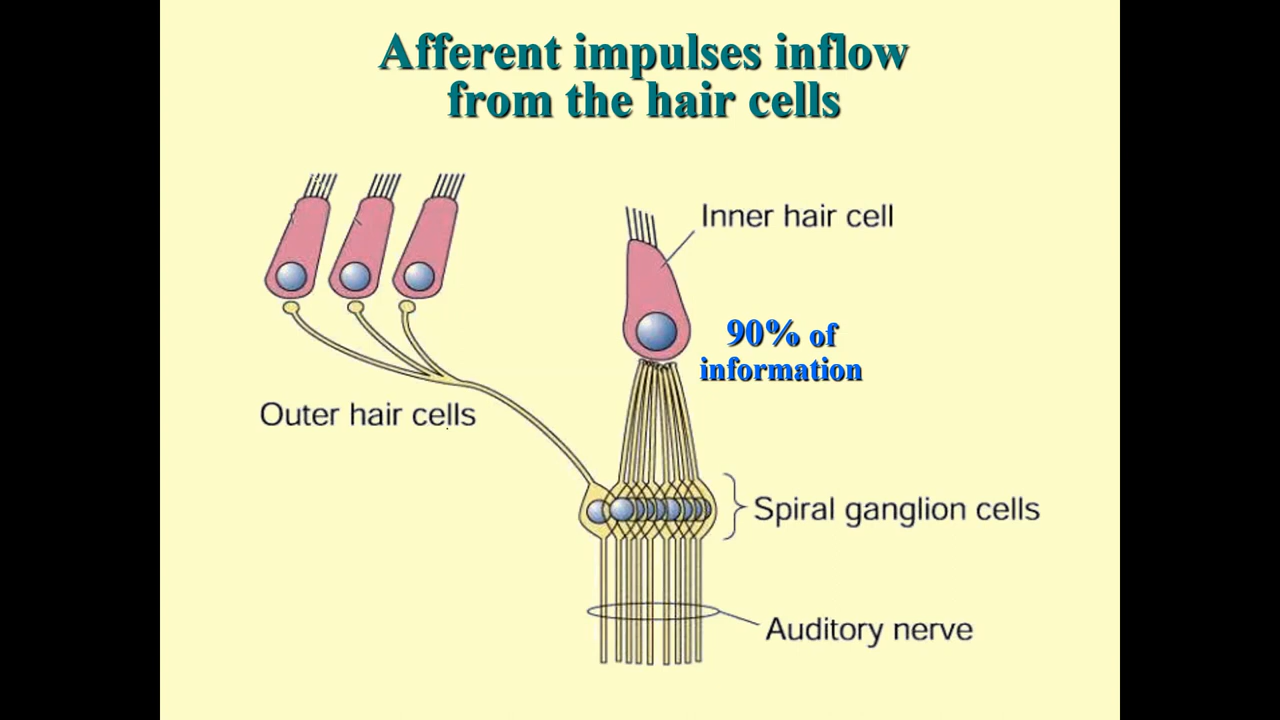 Afferent impulses inflow
from the hair cells
Inner hair cell
90% of
information
Outer hair cells
Spiral ganglion cells
Auditory nerve